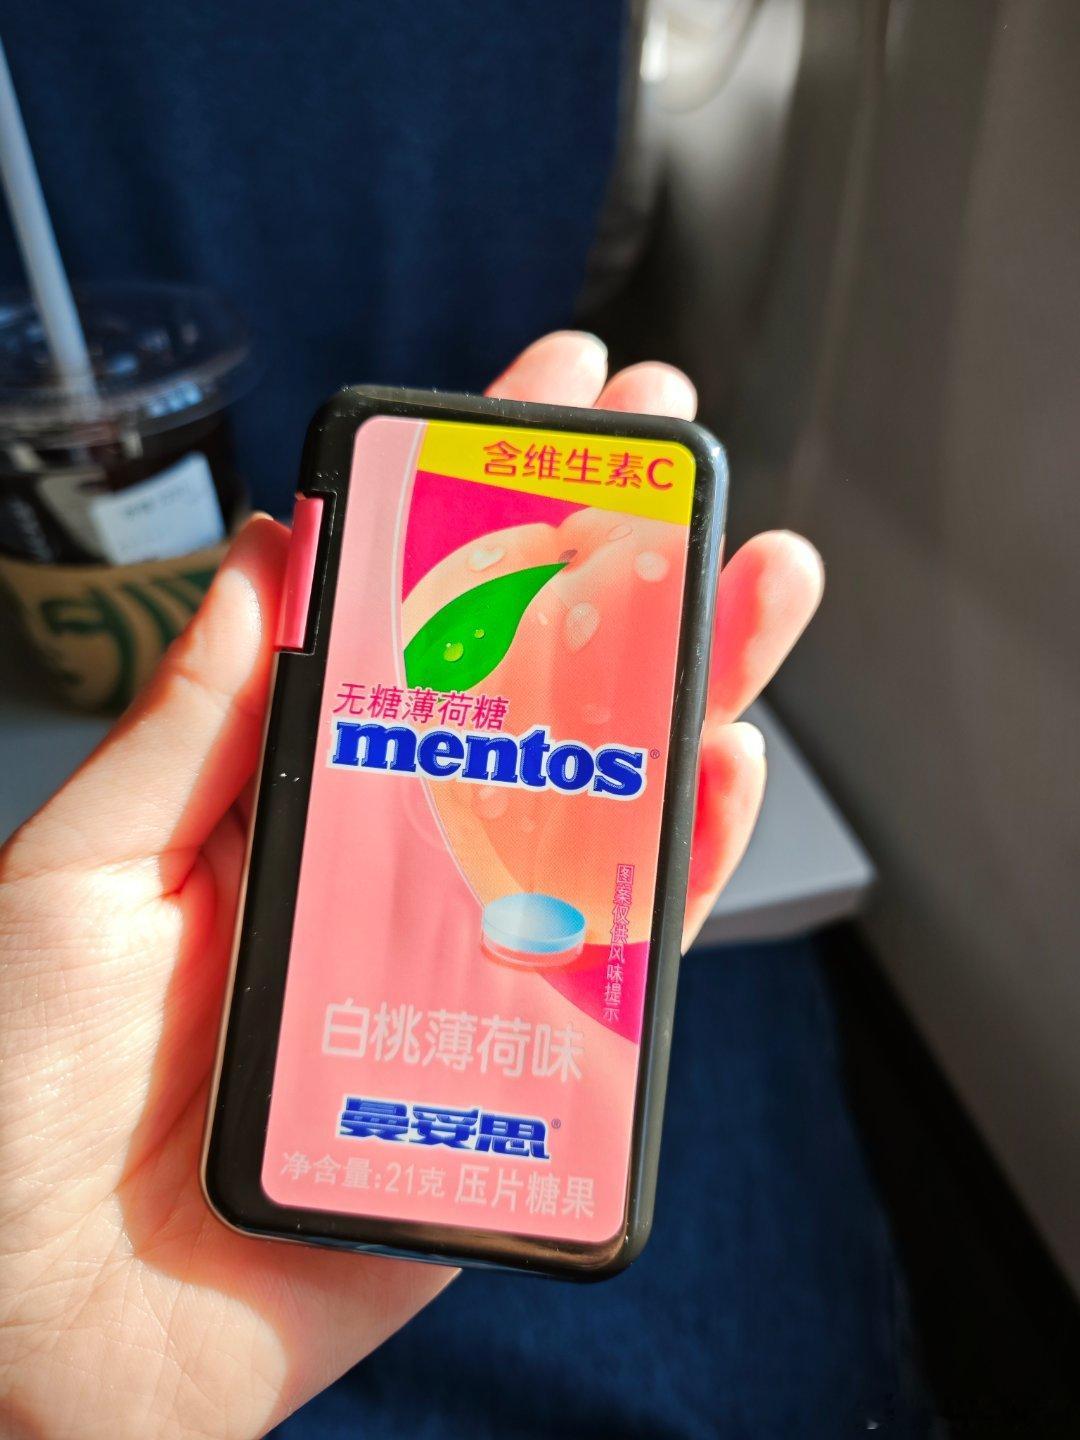 含维生素C
无糖薄荷糖
mentos®
图案仅供风味提示
白桃薄荷味
曼妥思®
净含量:21克 压片糖果